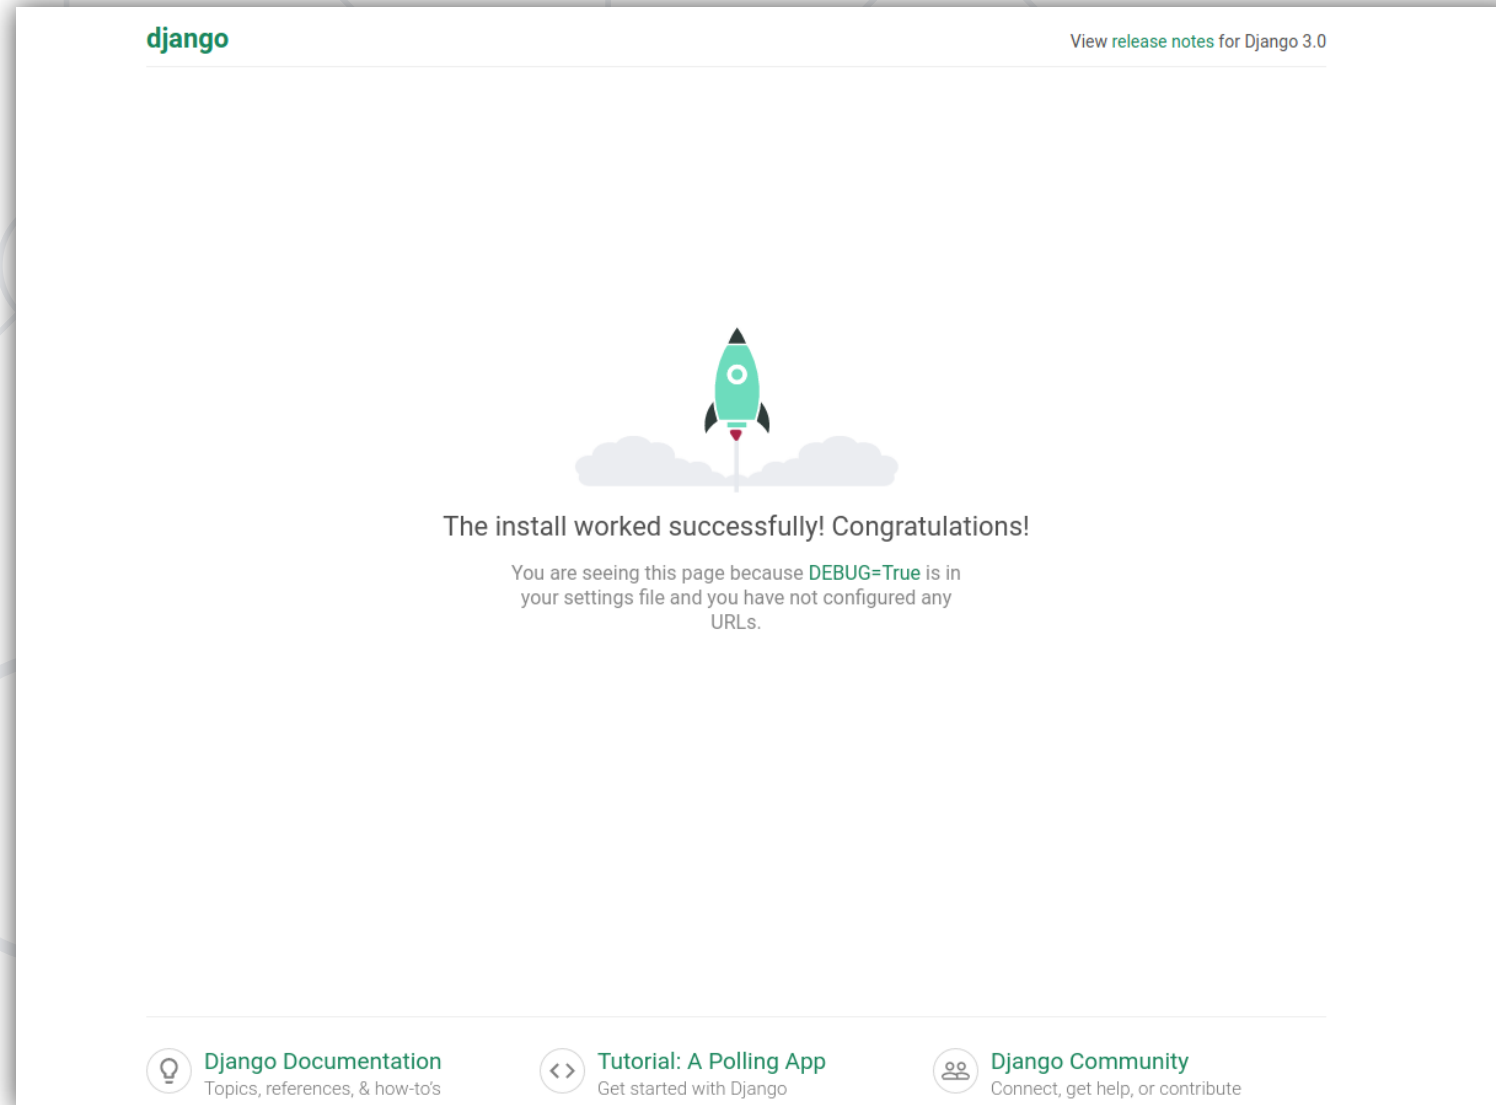 django
View release notes for Django 3.0
The install worked successfully! Congratulations!
You are seeing this page because DEBUG=True is in
your settings file and you have not configured any
URLs.
Django Documentation
Topics, references, & how-to's
Tutorial: A Polling App
Get started with Django
Django Community
Connect, get help, or contribute